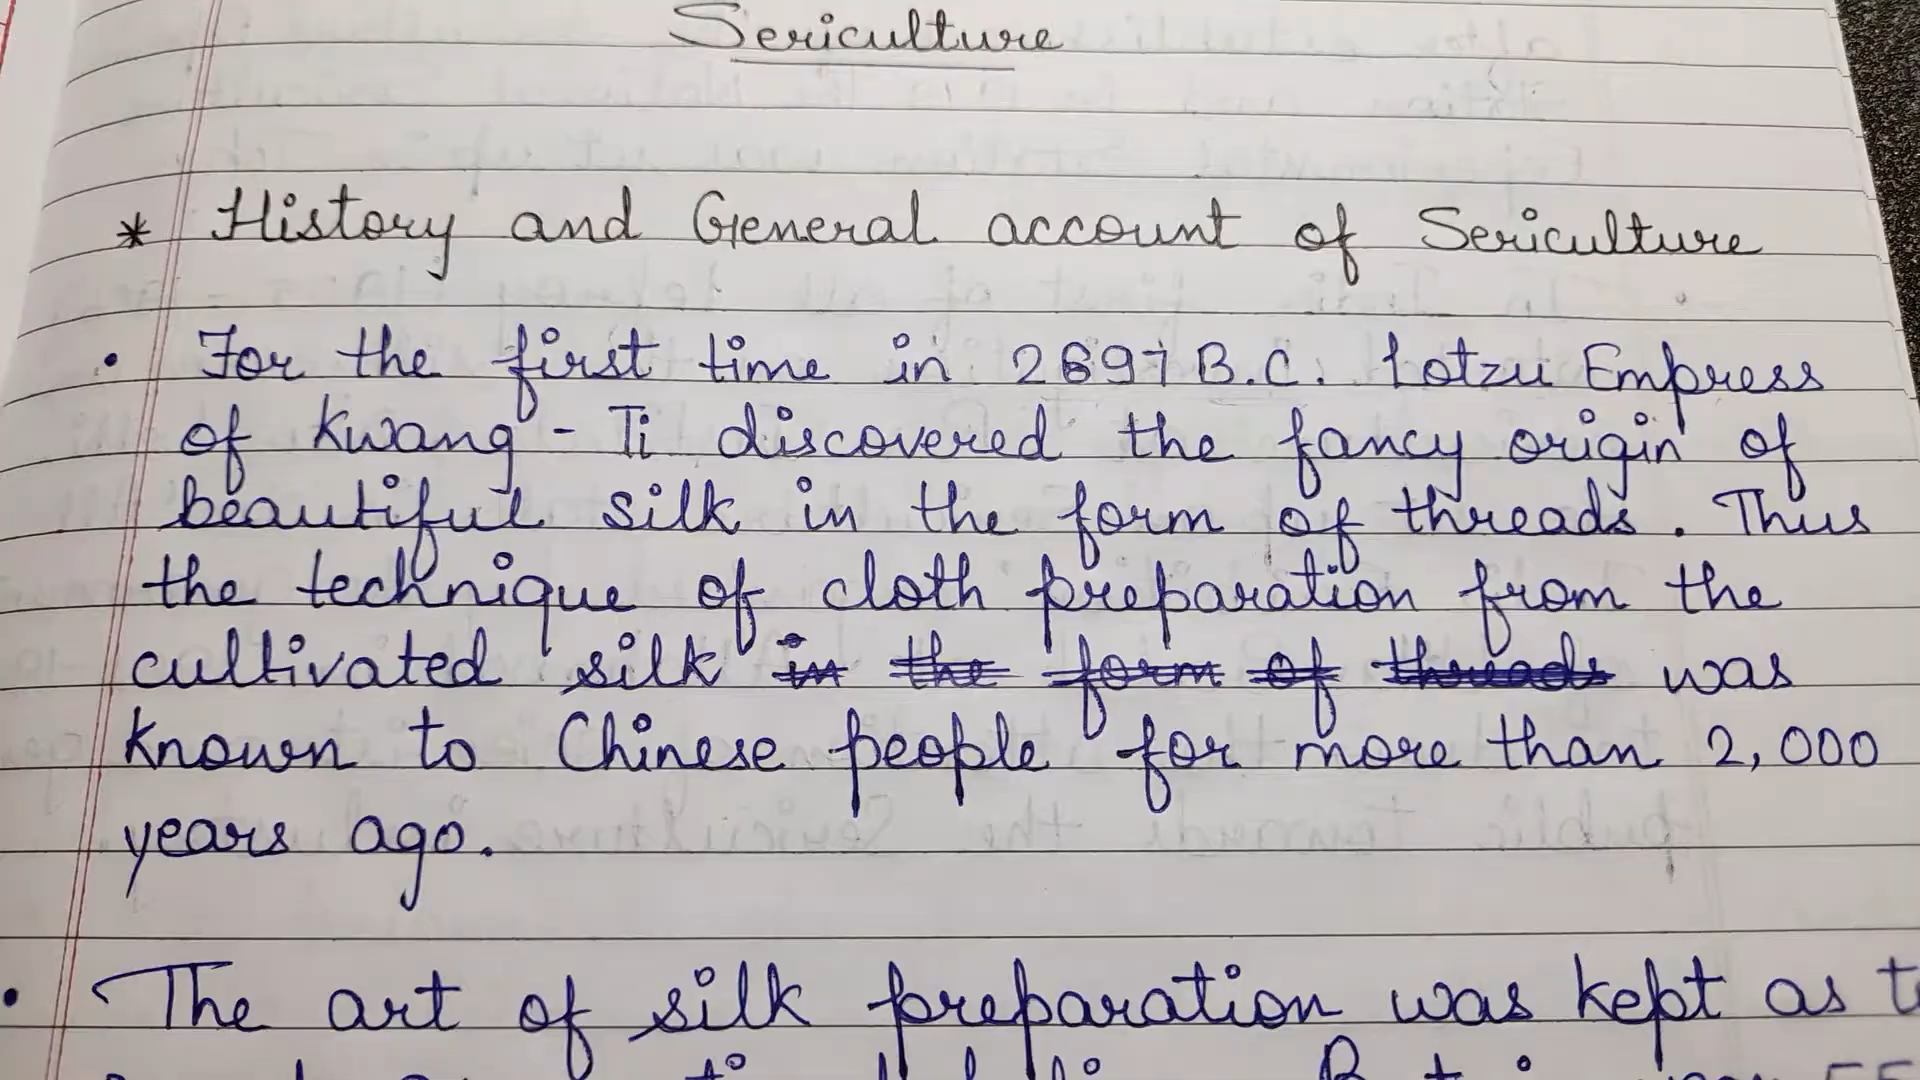 Sericulture
* History and General account of Sericulture
• For the first time in 2697 B.C. Lotzu Empress
of Kwang - Ti discovered the fancy origin of
beautiful silk in the form of threads. Thus
the technique of cloth preparation from the
cultivated silk in the form of threads was
known to Chinese people for more than 2,000
years ago.
• The art of silk preparation was kept as